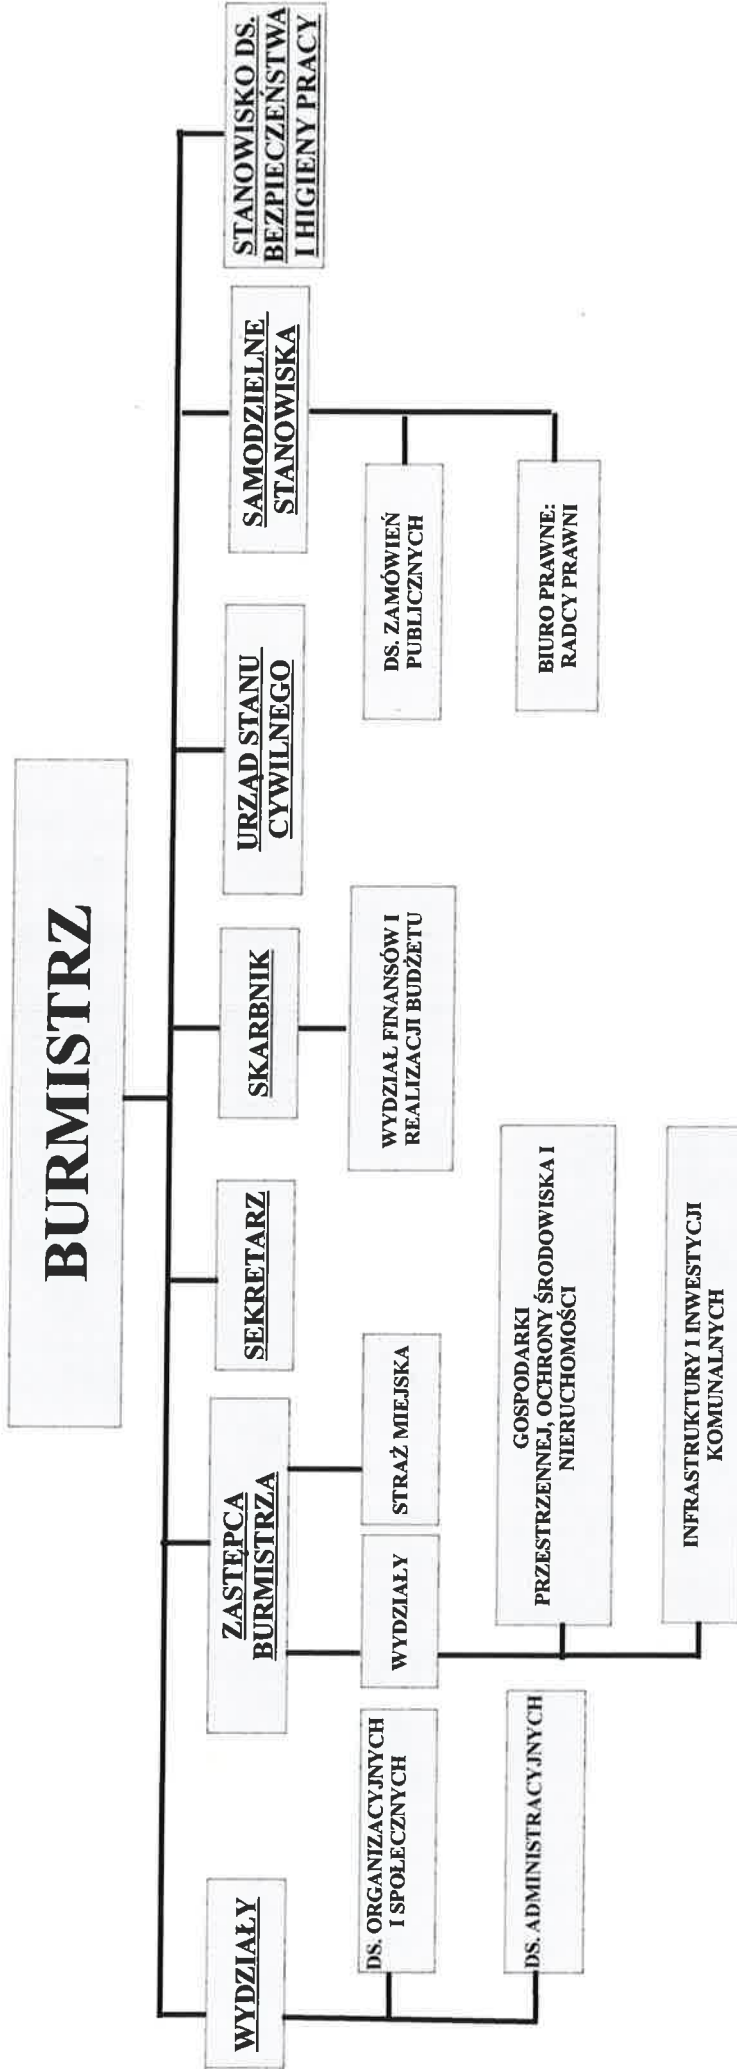 BURMISTRZ
WYDZIAŁY
ZASTĘPCA
BURMISTRZA
SEKRETARZ
SKARBNIK
URZĄD STANU
CYWILNEGO
SAMODZIELNE
STANOWISKA
STANOWISKO DS.
BEZPIECZEŃSTWA
I HIGIENY PRACY
DS. ORGANIZACYJNYCH
I SPOŁECZNYCH
DS. ADMINISTRACYJNYCH
WYDZIAŁY
STRAŻ MIEJSKA
GOSPODARKI
PRZESTRZENNEJ, OCHRONY ŚRODOWISKA I
NIERUCHOMOŚCI
INFRASTRUKTURY I INWESTYCJI
KOMUNALNYCH
WYDZIAŁ FINANSÓW I
REALIZACJI BUDŻETU
DS. ZAMÓWIEŃ
PUBLICZNYCH
BIURO PRAWNE:
RADCY PRAWNI